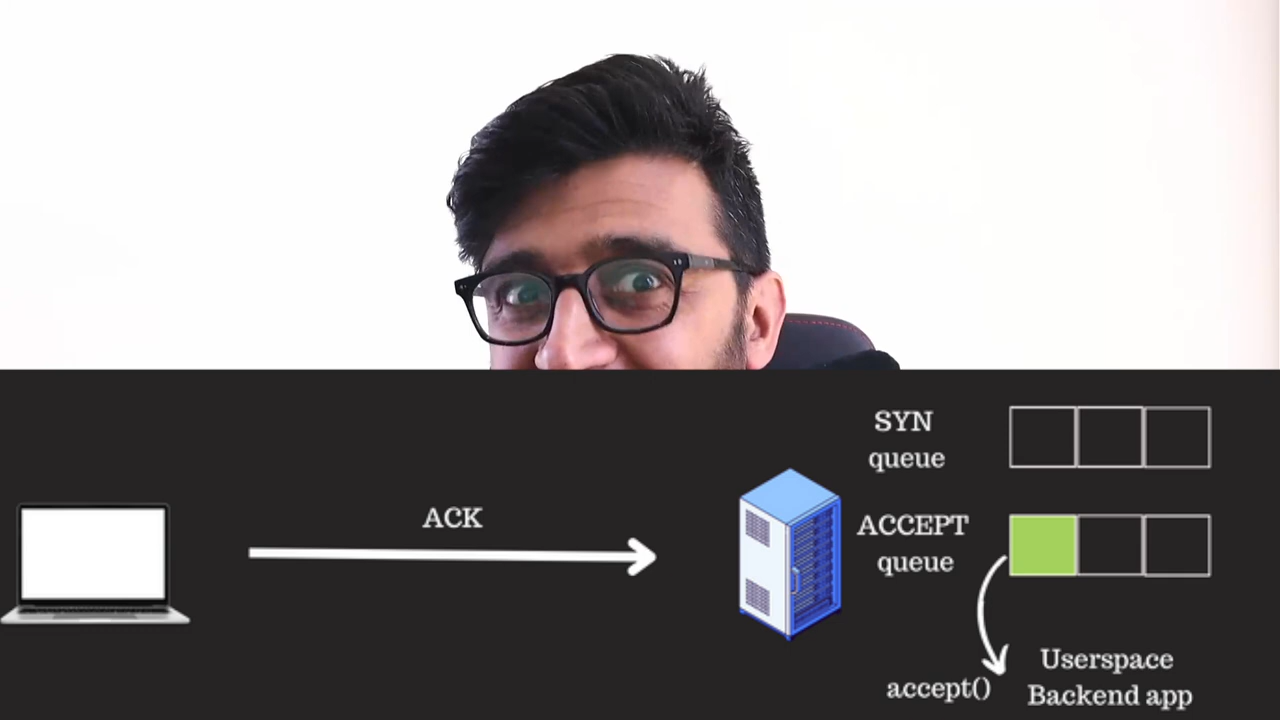 SYN
queue
ACK
ACCEPT
queue
accept()
Userspace
Backend app